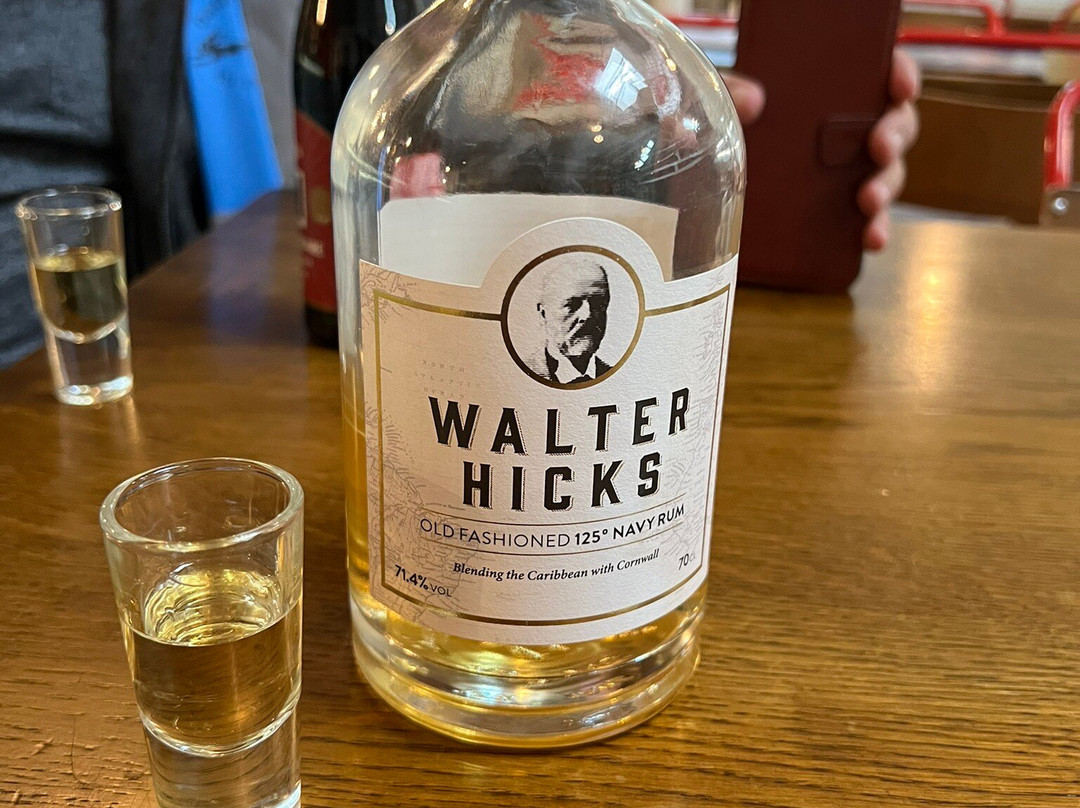 WALTER
HICKS
OLD FASHIONED 125° NAVY RUM
Blending the Caribbean with Cornwall
71.4% VOL
70CL